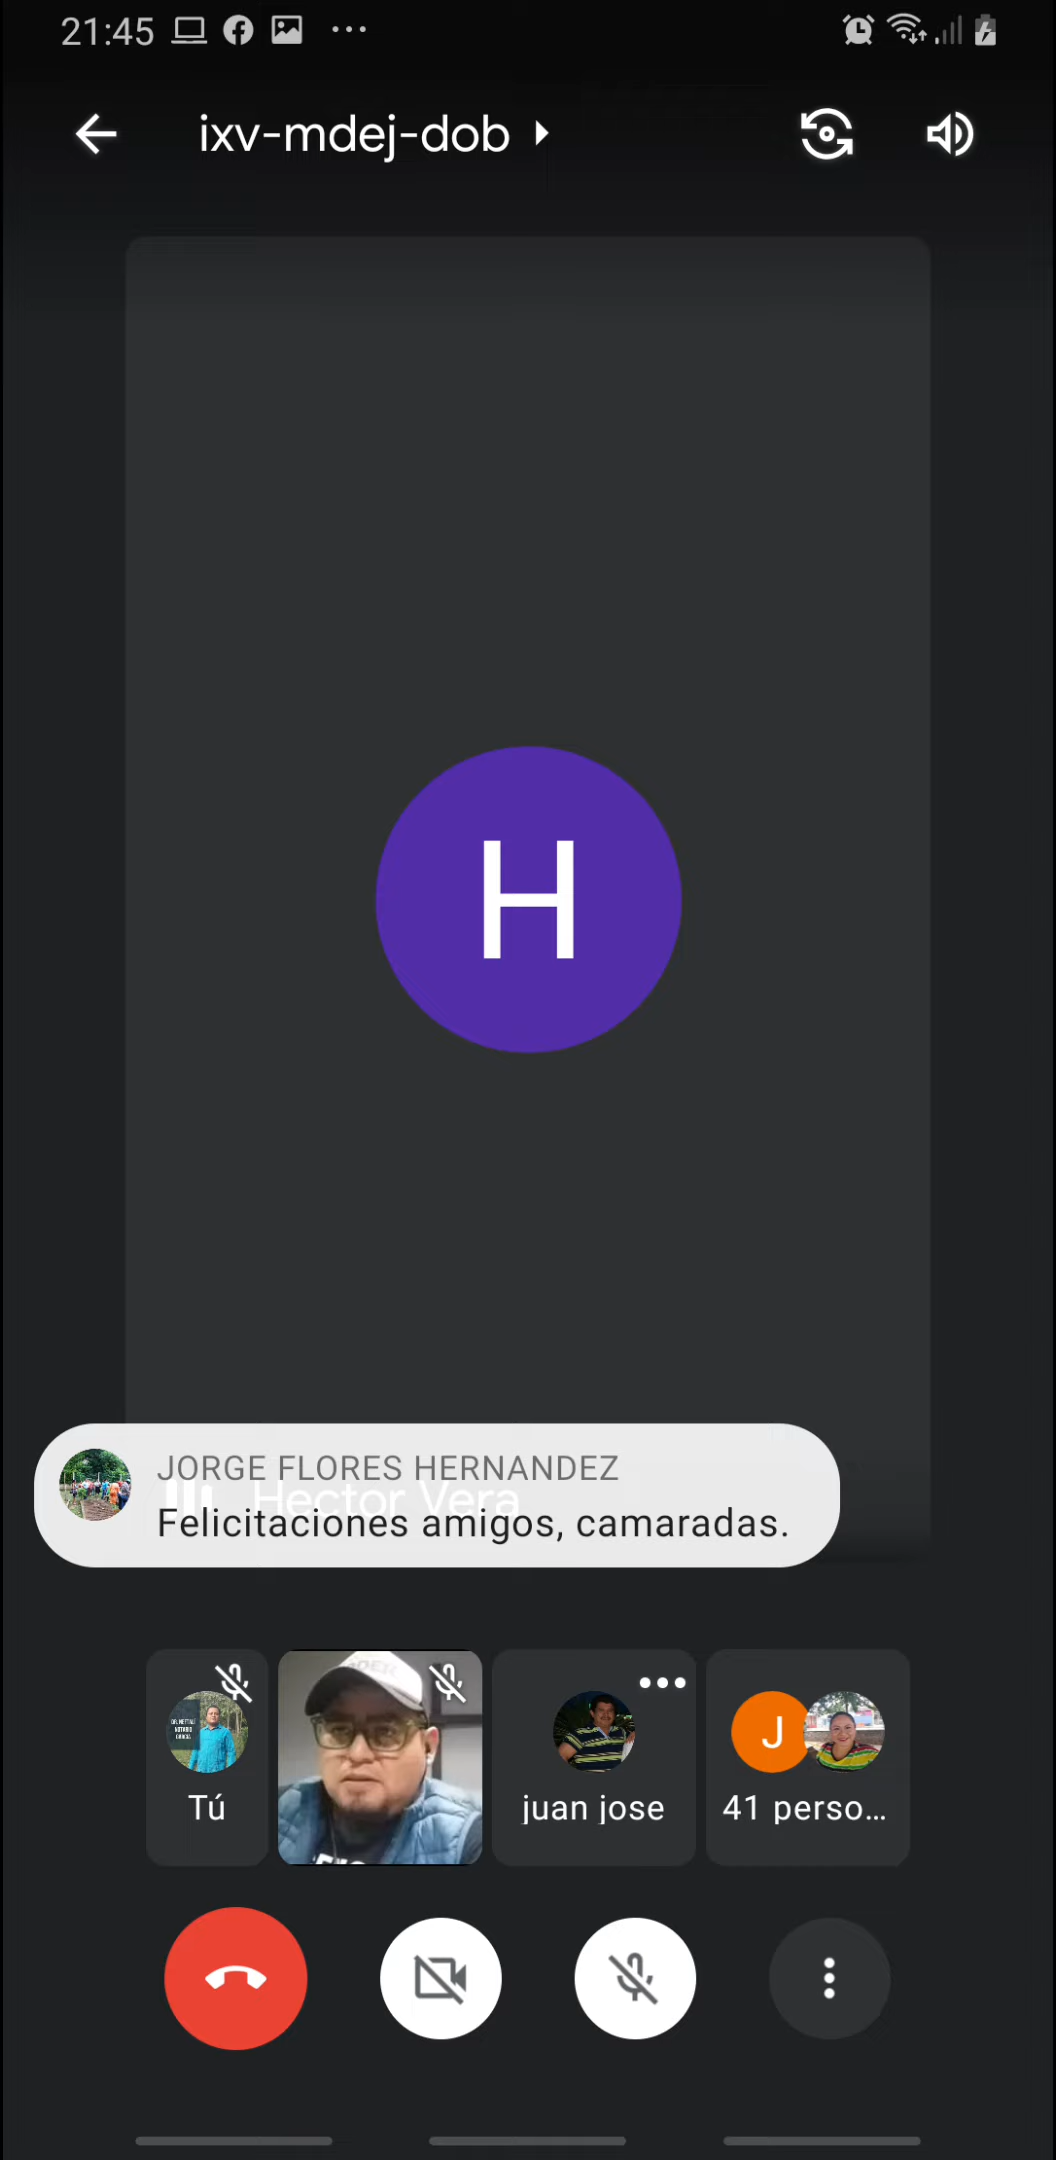 21:45
ixv-mdej-dob
H
JORGE FLORES HERNANDEZ
Hector Vera
Felicitaciones amigos, camaradas.
Tú
juan jose
J
41 perso...